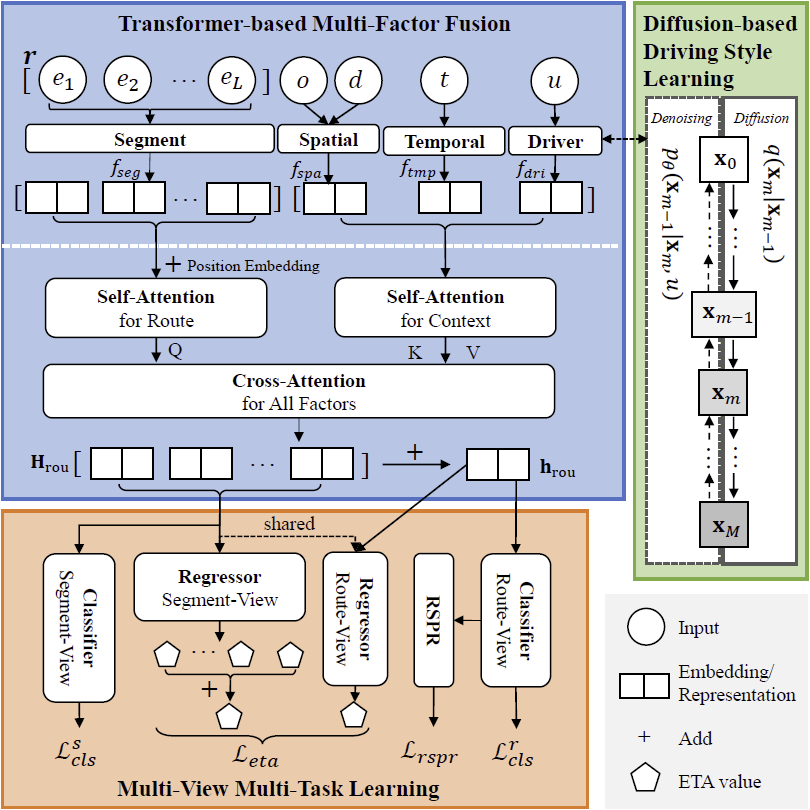 Transformer-based Multi-Factor Fusion
r
[ e1 e2 ··· eL ] o d t u
Segment Spatial Temporal Driver
fseg fspa ftmp fdri
[ ··· ] [ ]
+ Position Embedding
Self-Attention
for Route
Self-Attention
for Context
Q K V
Cross-Attention
for All Factors
Hrou [ ··· ] + hrou
shared
Classifier
Segment-View
Regressor
Segment-View
Regressor
Route-View
RSPR
Classifier
Route-View
···
+
ℒ^s_cls ℒ_eta ℒ_rspr ℒ^r_cls
Multi-View Multi-Task Learning
Diffusion-based
Driving Style
Learning
Denoising Diffusion
pθ(xm−1|xm, u)
q(xm|xm−1)
x0
··· ···
xm−1
xm
··· ···
xM
Input
Embedding/
Representation
+ Add
ETA value